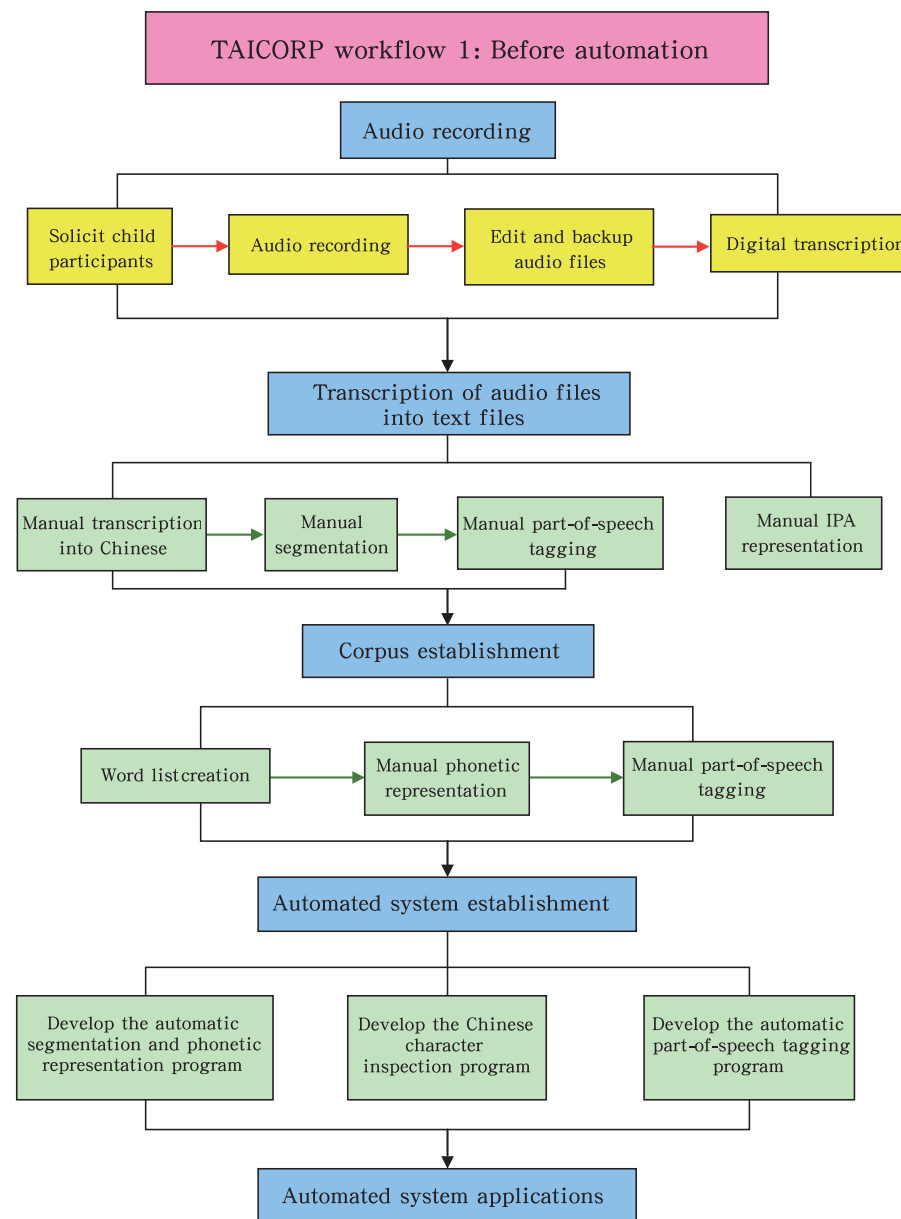 TAICORP workflow 1: Before automation
Audio recording
Solicit child
participants
Audio recording
Edit and backup
audio files
Digital transcription
Transcription of audio files
into text files
Manual transcription
into Chinese
Manual
segmentation
Manual part-of-speech
tagging
Manual IPA
representation
Corpus establishment
Word listcreation
Manual phonetic
representation
Manual part-of-speech
tagging
Automated system establishment
Develop the automatic
segmentation and phonetic
representation program
Develop the Chinese
character
inspection program
Develop the automatic
part-of-speech tagging
program
Automated system applications